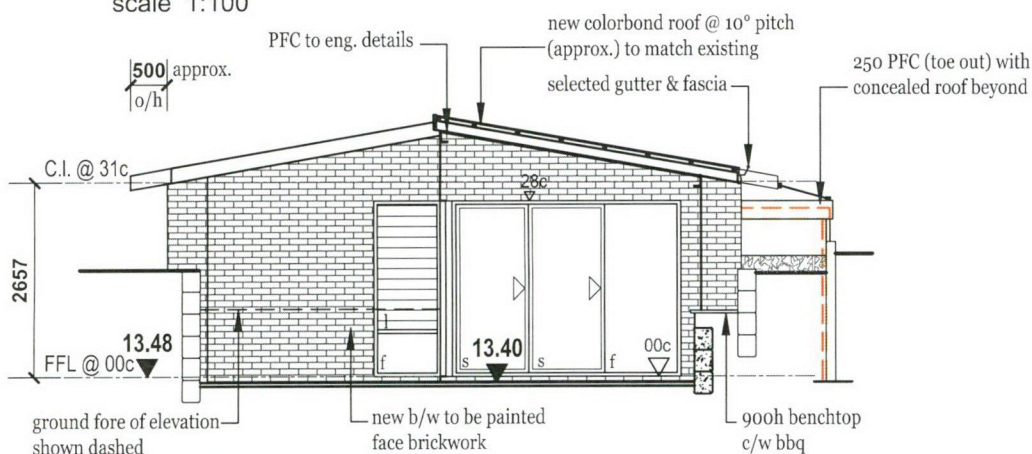 scale 1:100
PFC to eng. details
new colorbond roof @ 10° pitch
(approx.) to match existing
500 approx.
o/h
selected gutter & fascia
250 PFC (toe out) with
concealed roof beyond
C.I. @ 31c
28c
2657
l
13.48
13.40
00c
FFL @ 00c
f
s
s
f
ground fore of elevation
shown dashed
new b/w to be painted
face brickwork
900h benchtop
c/w bbq